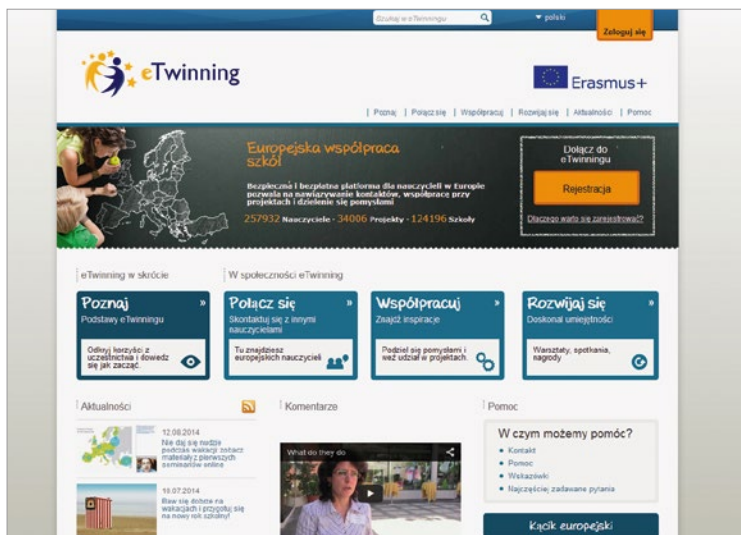 Szukaj w eTwinningu
polski
Zaloguj się
eTwinning
Erasmus+
| Poznaj | Połącz się | Współpracuj | Rozwijaj się | Aktualności | Pomoc
Europejska współpraca
szkół
Bezpieczna i bezpłatna platforma dla nauczycieli w Europie
pozwala na nawiązywanie kontaktów, współpracę przy
projektach i dzielenie się pomysłami
257932 Nauczyciele · 34006 Projekty · 124196 Szkoły
Dołącz do
eTwinningu
Rejestracja
Dlaczego warto się zarejestrować?
eTwinning w skrócie
W społeczności eTwinning
Poznaj »
Podstawy eTwinningu
Odkryj korzyści z
uczestnictwa i dowiedz
się jak zacząć.
Połącz się »
Skontaktuj się z innymi
nauczycielami
Tu znajdziesz
europejskich nauczycieli
Współpracuj »
Znajdź inspiracje
Podziel się pomysłami i
weź udział w projektach.
Rozwijaj się »
Doskonal umiejętności
Warsztaty, spotkania,
nagrody
Aktualności
12.08.2014
Nie daj się nudzie
podczas wakacji zobacz
materiały z pierwszych
seminariów online
18.07.2014
Baw się dobrze na
wakacjach i przygotuj się
na nowy rok szkolny!
Komentarze
What do they do
Pomoc
W czym możemy pomóc?
Kontakt
Pomoc
Wskazówki
Najczęściej zadawane pytania
Kącik europejski